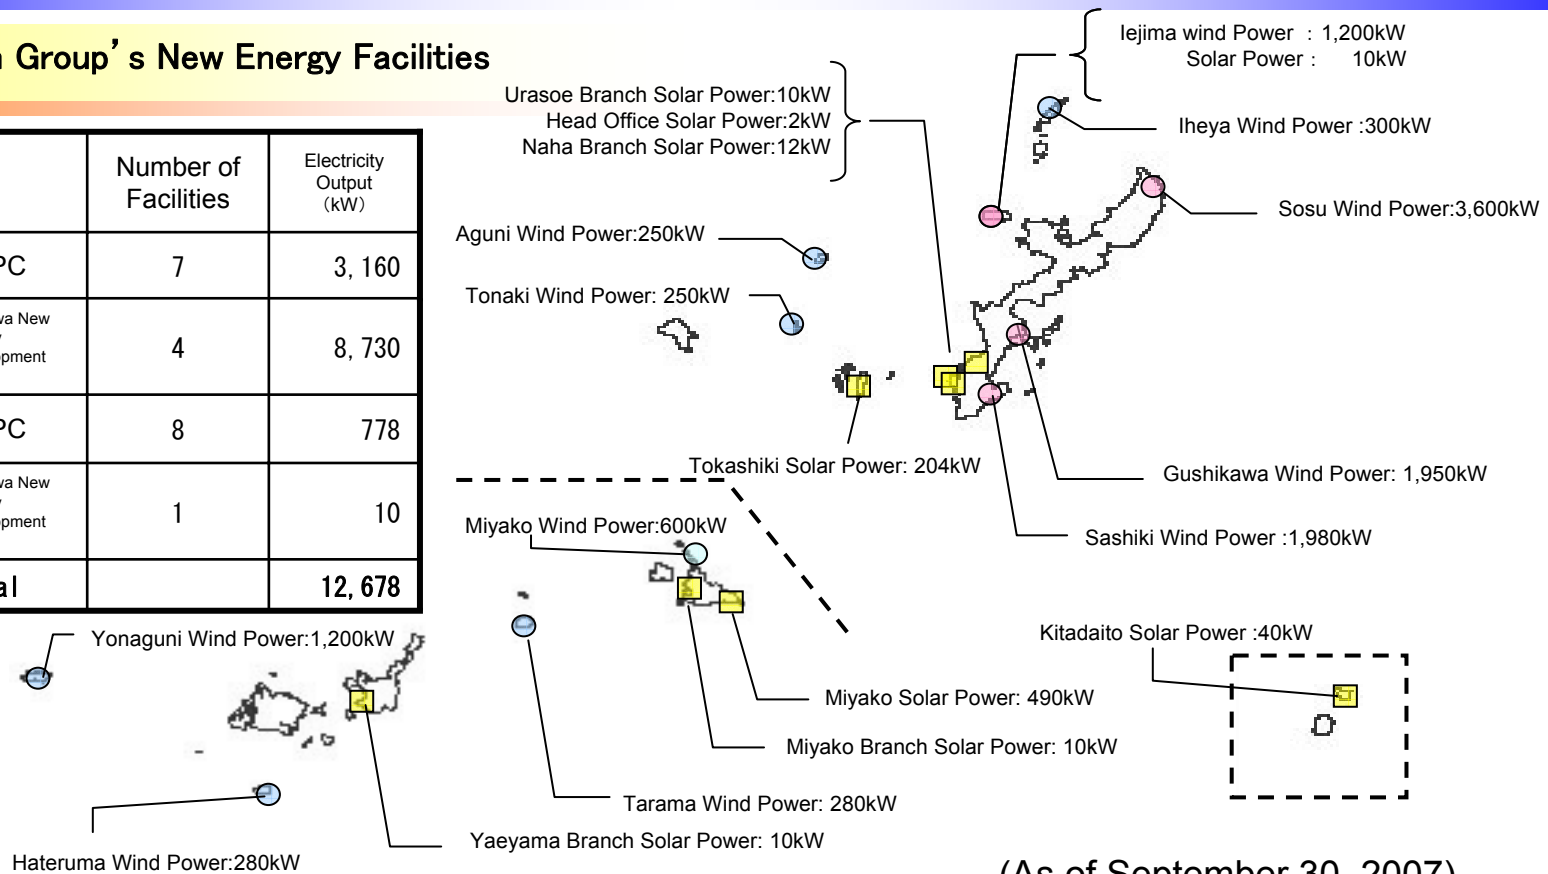 Group's New Energy Facilities
Number of
Facilities
Electricity
Output
(kW)
7
3,160
New
4
8,730
8
778
New
1
10
12,678
Iejima wind Power : 1,200kW
Solar Power : 10kW
Urasoe Branch Solar Power:10kW
Head Office Solar Power:2kW
Naha Branch Solar Power:12kW
Iheya Wind Power :300kW
Sosu Wind Power:3,600kW
Aguni Wind Power:250kW
Tonaki Wind Power: 250kW
Tokashiki Solar Power: 204kW
Gushikawa Wind Power: 1,950kW
Sashiki Wind Power :1,980kW
Miyako Wind Power:600kW
Yonaguni Wind Power:1,200kW
Kitadaito Solar Power :40kW
Miyako Solar Power: 490kW
Miyako Branch Solar Power: 10kW
Tarama Wind Power: 280kW
Yaeyama Branch Solar Power: 10kW
Hateruma Wind Power:280kW
(As of September 30, 2007)